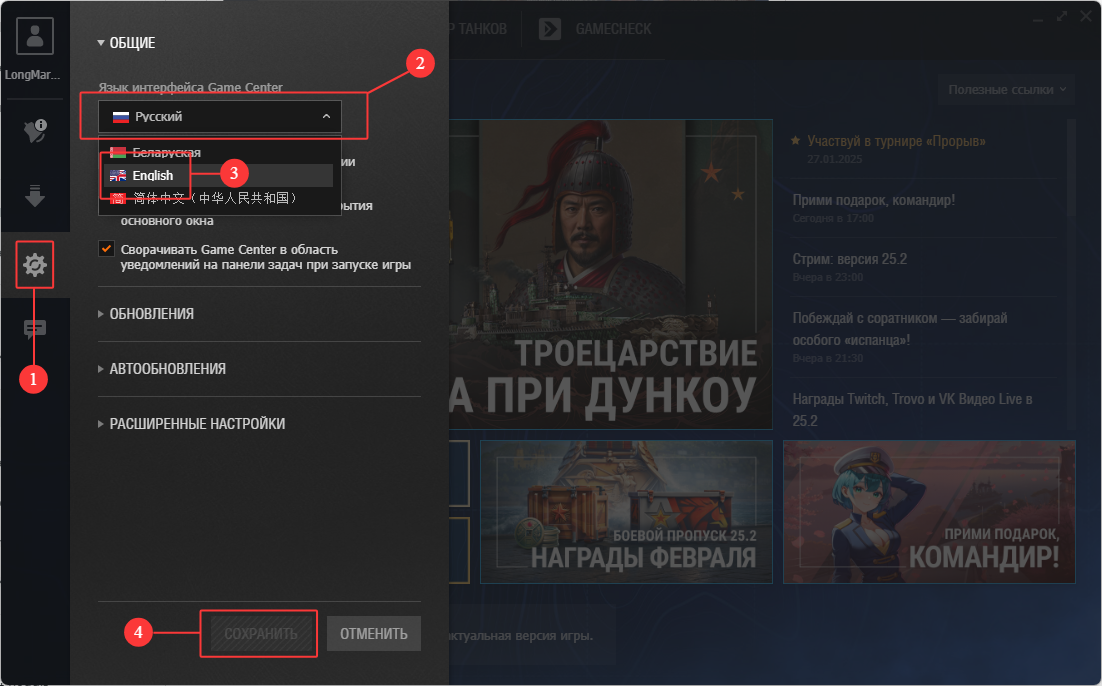 LongMar...
ОБЩИЕ
Язык интерфейса Game Center
Русский
Беларуская
English
简体中文（中华人民共和国）
ии
рытия
основного окна
Сворачивать Game Center в область
уведомлений на панели задач при запуске игры
ОБНОВЛЕНИЯ
АВТООБНОВЛЕНИЯ
РАСШИРЕННЫЕ НАСТРОЙКИ
СОХРАНИТЬ
ОТМЕНИТЬ
1
2
3
4
Р ТАНКОВ
GAMECHECK
Полезные ссылки
ТРОЕЦАРСТВИЕ
А ПРИ ДУНКОУ
Участвуй в турнире «Прорыв»
27.01.2025
Прими подарок, командир!
Сегодня в 17:00
Стрим: версия 25.2
Вчера в 23:00
Побеждай с соратником — забирай
особого «испанца»!
Вчера в 21:30
Награды Twitch, Trovo и VK Видео Live в
25.2
БОЕВОЙ ПРОПУСК 25.2
НАГРАДЫ ФЕВРАЛЯ
ПРИМИ ПОДАРОК,
КОМАНДИР!
ктуальная версия игры.